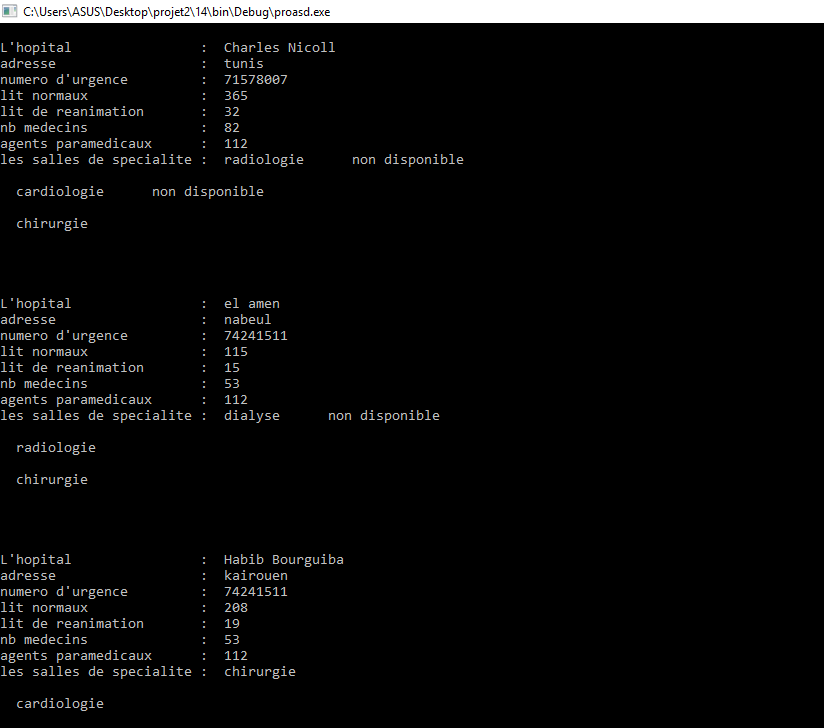 C:\Users\ASUS\Desktop\projet2\14\bin\Debug\proasd.exe
L'hopital : Charles Nicoll
adresse : tunis
numero d'urgence : 71578007
lit normaux : 365
lit de reanimation : 32
nb medecins : 82
agents paramedicaux : 112
les salles de specialite : radiologie non disponible
cardiologie non disponible
chirurgie
L'hopital : el amen
adresse : nabeul
numero d'urgence : 74241511
lit normaux : 115
lit de reanimation : 15
nb medecins : 53
agents paramedicaux : 112
les salles de specialite : dialyse non disponible
radiologie
chirurgie
L'hopital : Habib Bourguiba
adresse : kairouen
numero d'urgence : 74241511
lit normaux : 208
lit de reanimation : 19
nb medecins : 53
agents paramedicaux : 112
les salles de specialite : chirurgie
cardiologie